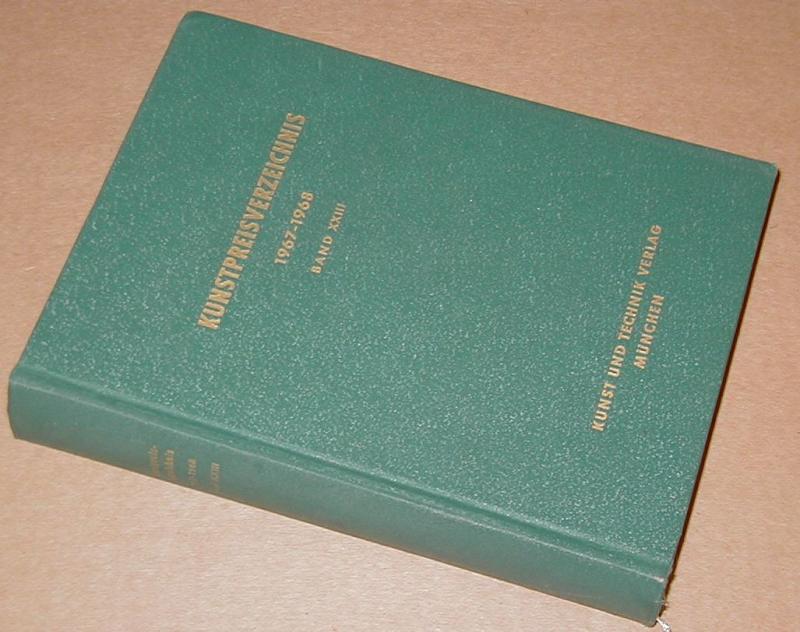 KUNSTPREISVERZEICHNIS
1967-1968
BAND XXIII
KUNST UND TECHNIK VERLAG
MÜNCHEN